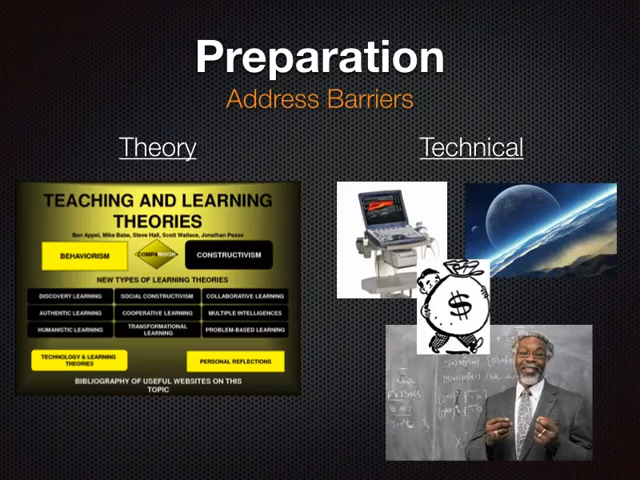 Preparation
Address Barriers
Theory
Technical
TEACHING AND LEARNING
THEORIES
Ben Appel, Mike Babe, Steve Hall, Scott Wallace, Jonathan Pease
BEHAVIORISM
COMPARISON
CONSTRUCTIVISM
NEW TYPES OF LEARNING THEORIES
DISCOVERY LEARNING
SOCIAL CONSTRUCTIVISM
COLLABORATIVE LEARNING
AUTHENTIC LEARNING
COOPERATIVE LEARNING
MULTIPLE INTELLIGENCES
HUMANISTIC LEARNING
TRANSFORMATIONAL
LEARNING
PROBLEM-BASED LEARNING
TECHNOLOGY & LEARNING
THEORIES
PERSONAL REFLECTIONS
BIBLIOGRAPHY OF USEFUL WEBSITES ON THIS
TOPIC
$